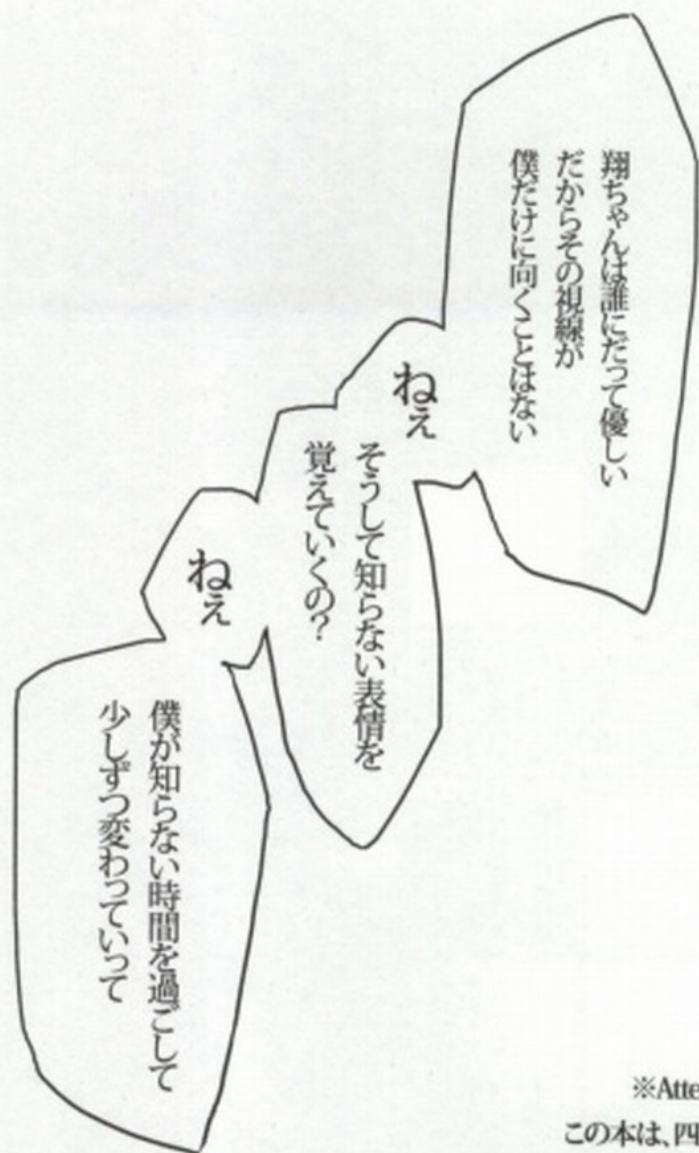 翔ちゃんは誰にだって優しい
だからその視線が
僕だけに向くことはない
ねぇ
そうして知らない表情を
覚えていくの?
ねぇ
僕が知らない時間を過ごして
少しずつ変わっていって
※Atte
この本は、四